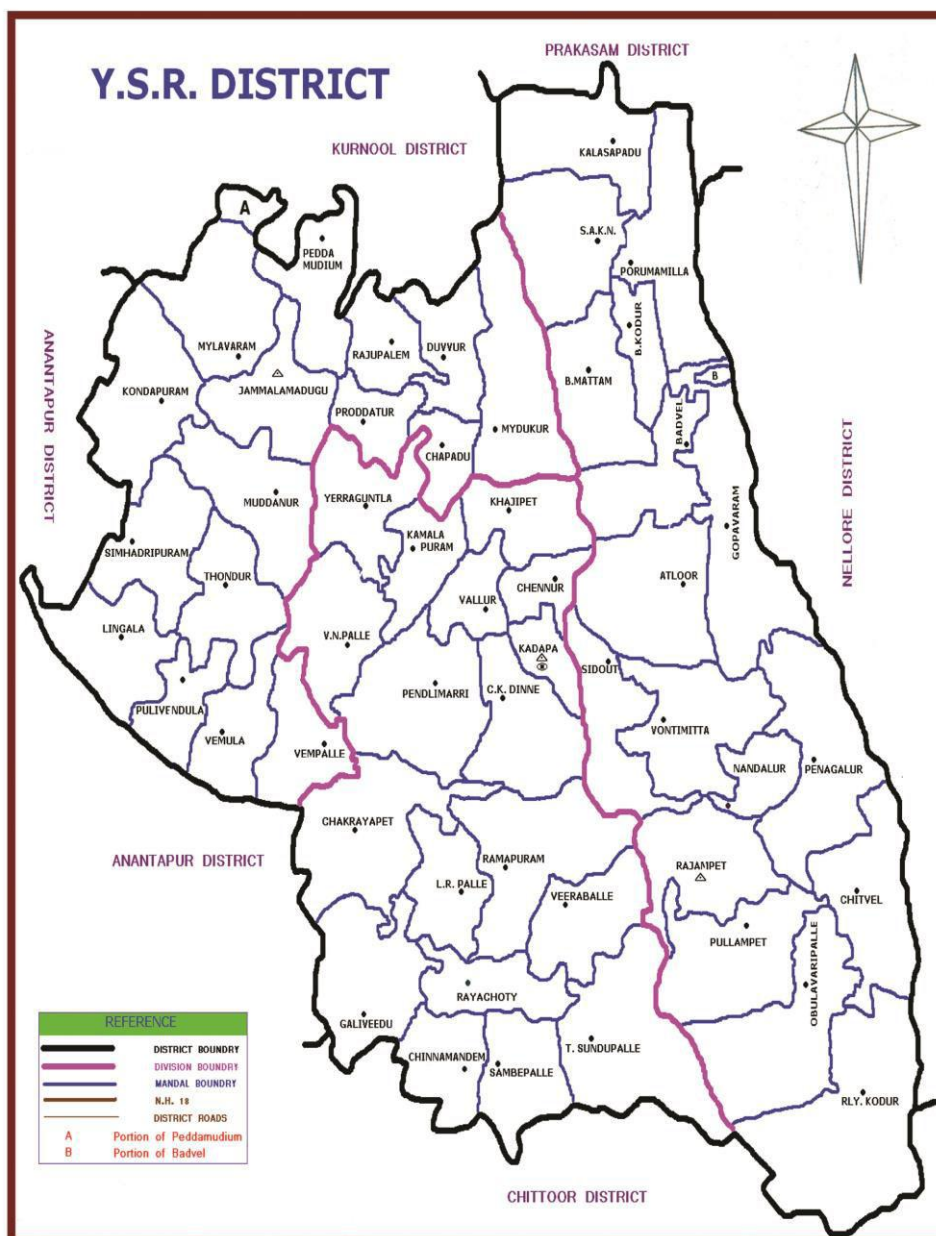 PRAKASAM DISTRICT
Y.S.R. DISTRICT
KURNOOL DISTRICT
KALASAPADU
A
PEDDA
MUDIUM
S.A.K.N.
PORUMAMILLA
B.KODUR
ANANTAPUR DISTRICT
MYLAVARAM
RAJUPALEM
DUVVUR
B.MATTAM
B
KONDAPURAM
JAMMALAMADUGU
PRODDATUR
MYDUKUR
BADVEL
CHAPADU
MUDDANUR
YERRAGUNTLA
KHAJIPET
GOPAVARAM
NELLORE DISTRICT
KAMALA
PURAM
SIMHADRIPURAM
THONDUR
CHENNUR
ATLOOR
VALLUR
LINGALA
V.N.PALLE
KADAPA
SIDOUT
PENDLIMARRI
C.K. DINNE
PULIVENDULA
VONTIMITTA
VEMULA
VEMPALLE
NANDALUR
PENAGALUR
CHAKRAYAPET
ANANTAPUR DISTRICT
RAMAPURAM
RAJAMPET
L.R. PALLE
VEERABALLE
CHITVEL
PULLAMPET
OBULAVARIPALLE
RAYACHOTY
GALIVEEDU
T. SUNDUPALLE
CHINNAMANDEM
SAMBEPALLE
RLY. KODUR
REFERENCE
DISTRICT BOUNDRY
DIVISION BOUNDRY
MANDAL BOUNDRY
N.H. 18
DISTRICT ROADS
A Portion of Peddamudium
B Portion of Badvel
CHITTOOR DISTRICT